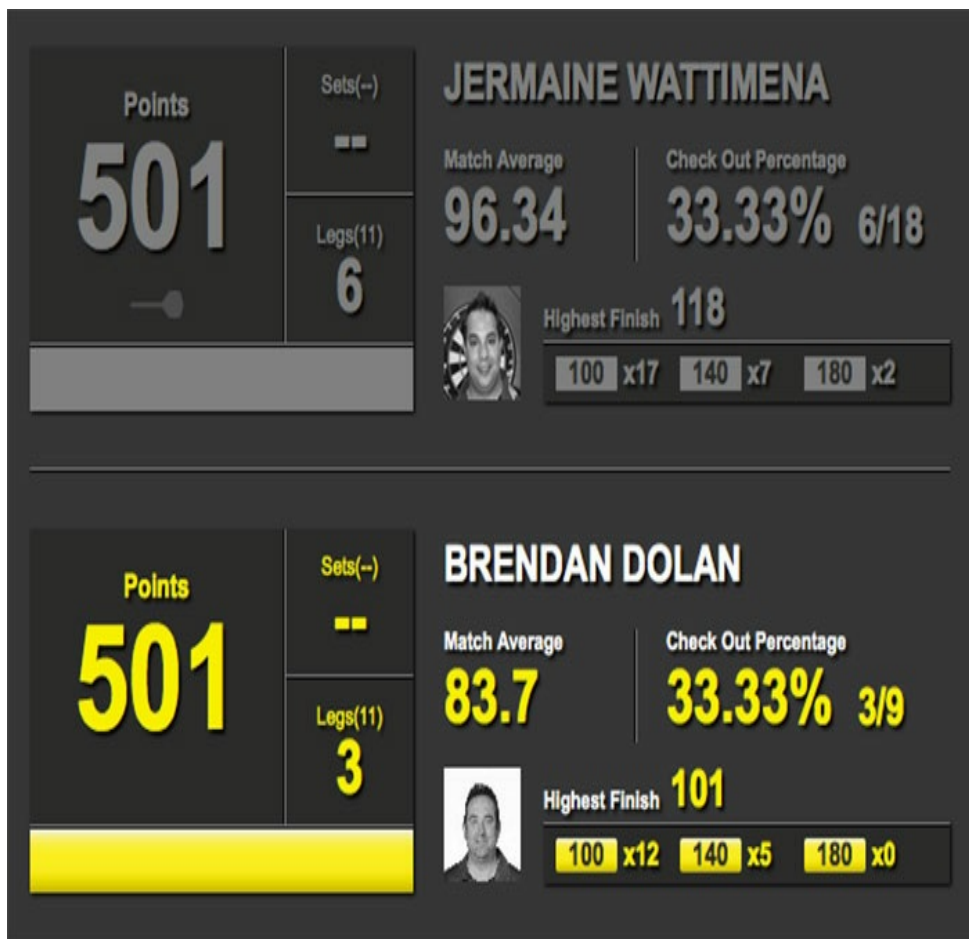 JERMAINE WATTIMENA
Points
501
Sets(--)
--
Legs(11)
6
Match Average
96.34
Check Out Percentage
33.33% 6/18
Highest Finish 118
100 x17 140 x7 180 x2
BRENDAN DOLAN
Points
501
Sets(--)
--
Legs(11)
3
Match Average
83.7
Check Out Percentage
33.33% 3/9
Highest Finish 101
100 x12 140 x5 180 x0